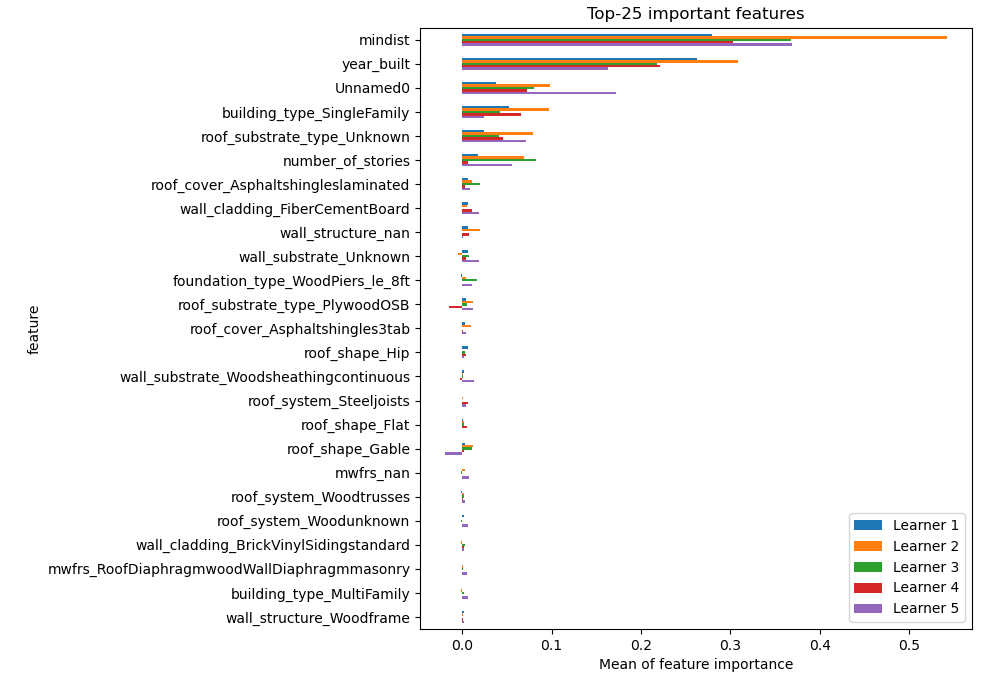 Top-25 important features
mindist
year_built
Unnamed0
building_type_SingleFamily
roof_substrate_type_Unknown
number_of_stories
roof_cover_Asphaltshingleslaminated
wall_cladding_FiberCementBoard
wall_structure_nan
wall_substrate_Unknown
foundation_type_WoodPiers_le_8ft
roof_substrate_type_PlywoodOSB
roof_cover_Asphaltshingles3tab
roof_shape_Hip
wall_substrate_Woodsheathingcontinuous
roof_system_Steeljoists
roof_shape_Flat
roof_shape_Gable
mwfrs_nan
roof_system_Woodtrusses
roof_system_Woodunknown
wall_cladding_BrickVinylSidingstandard
mwfrs_RoofDiaphragmwoodWallDiaphragmmasonry
building_type_MultiFamily
wall_structure_Woodframe
feature
Learner 1
Learner 2
Learner 3
Learner 4
Learner 5
0.0 0.1 0.2 0.3 0.4 0.5
Mean of feature importance